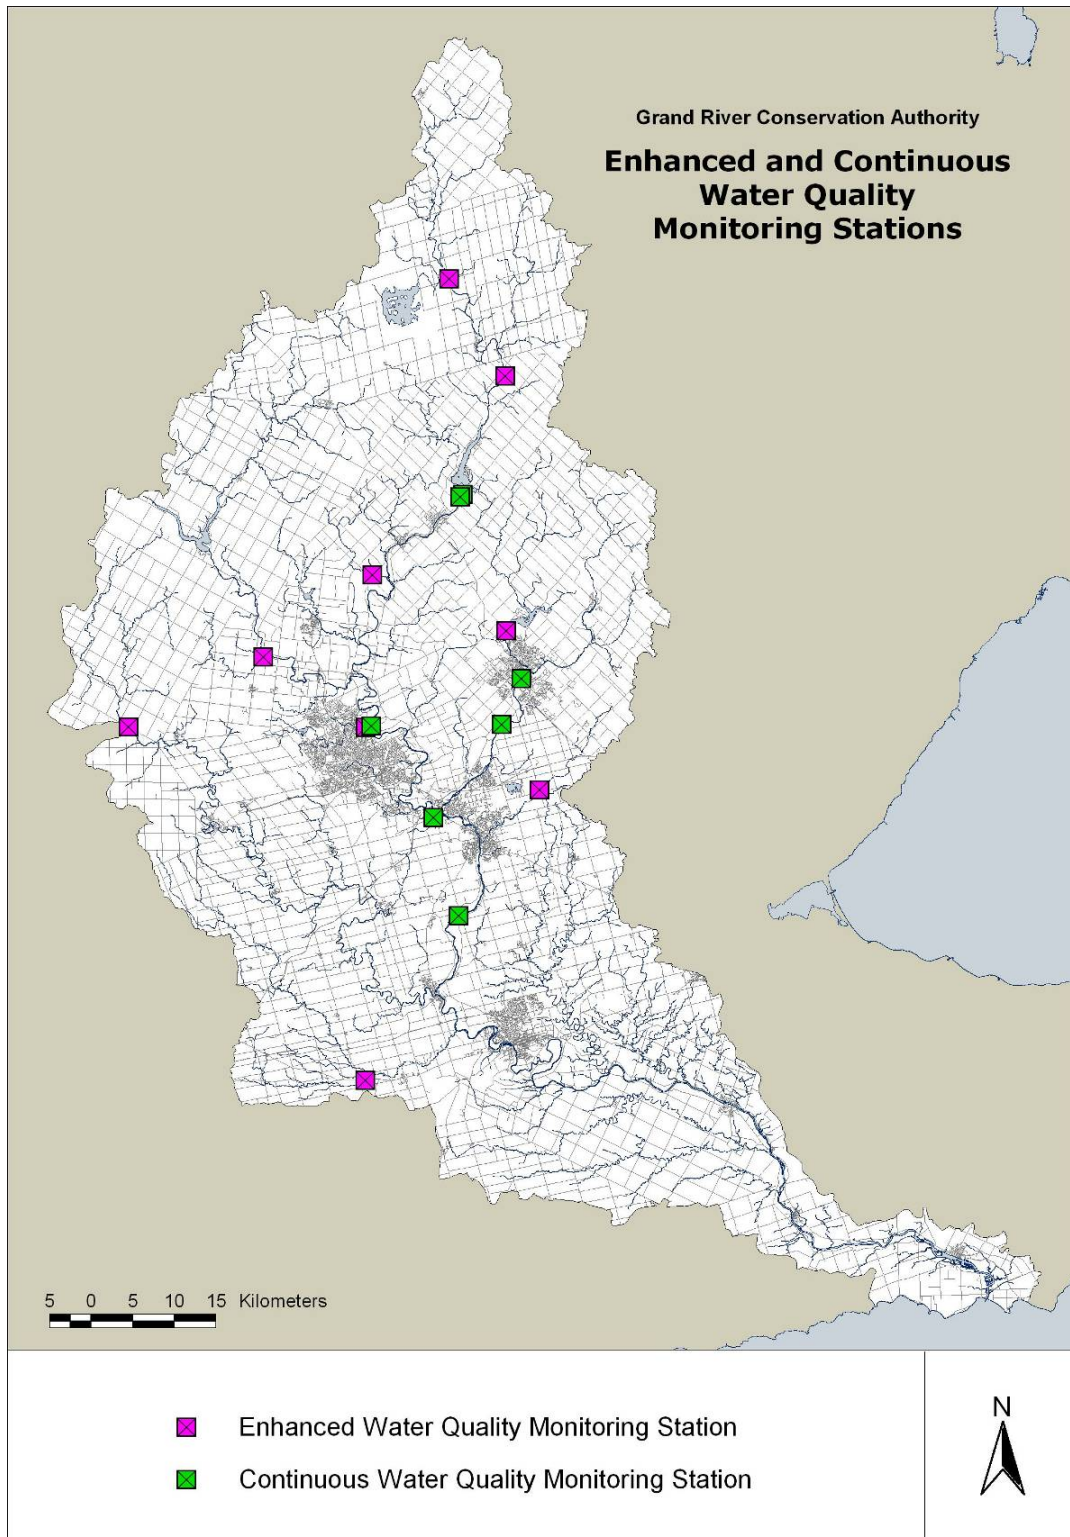 Grand River Conservation Authority
Enhanced and Continuous
Water Quality
Monitoring Stations
5 0 5 10 15 Kilometers
Enhanced Water Quality Monitoring Station
Continuous Water Quality Monitoring Station
N